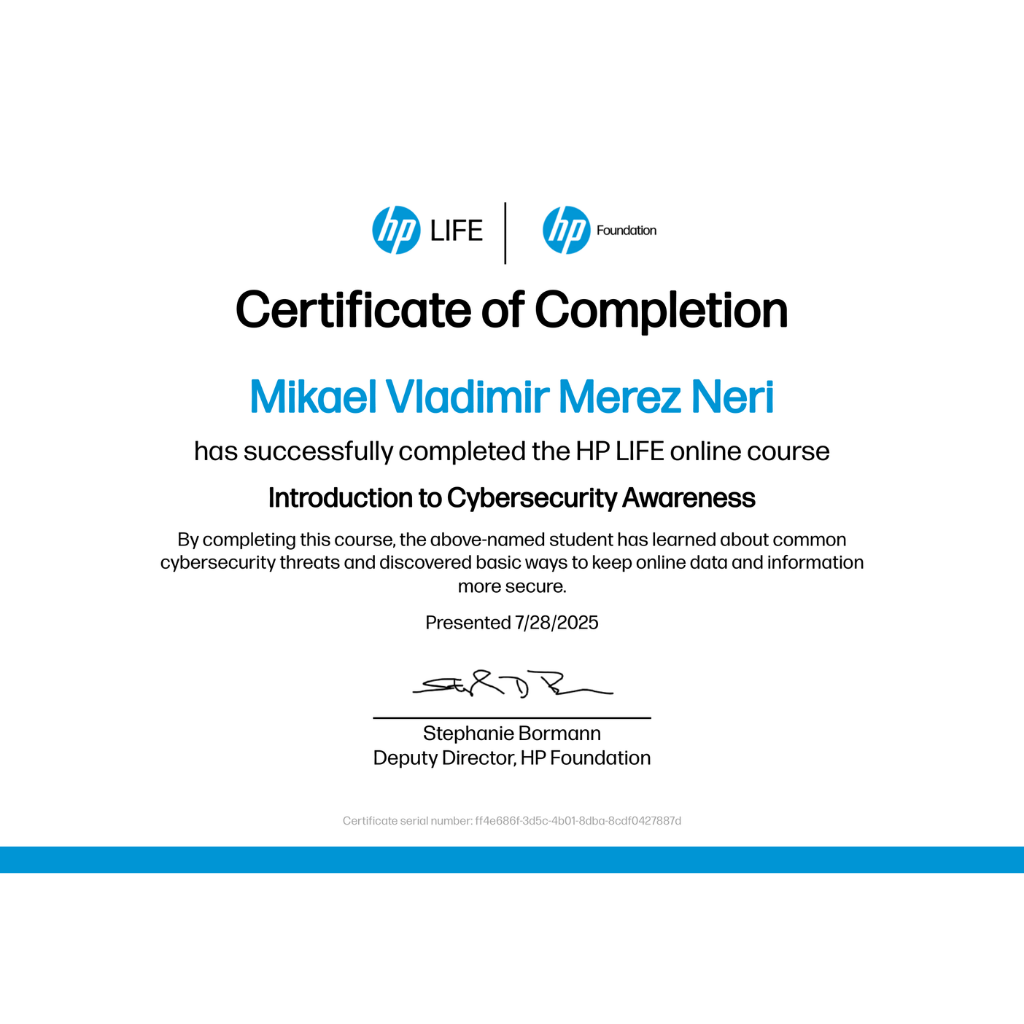 hp LIFE | hp Foundation
Certificate of Completion
Mikael Vladimir Merez Neri
has successfully completed the HP LIFE online course
Introduction to Cybersecurity Awareness
By completing this course, the above-named student has learned about common
cybersecurity threats and discovered basic ways to keep online data and information
more secure.
Presented 7/28/2025
Stephanie Bormann
Deputy Director, HP Foundation
Certificate serial number: ff4e686f-3d5c-4b01-8dba-8cdf0427887d